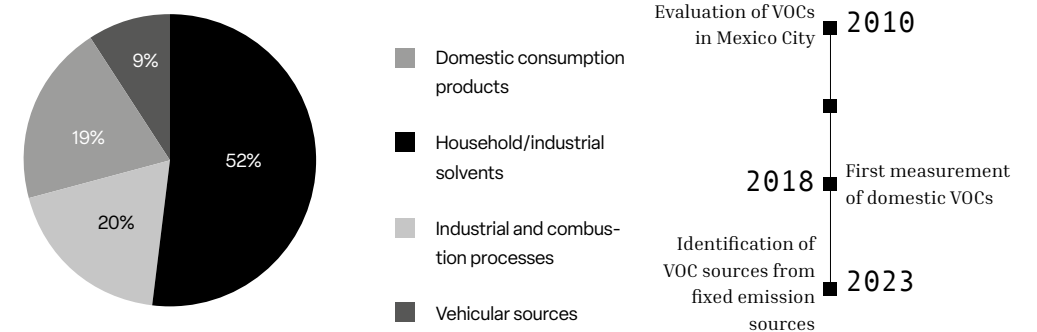 9%
19%
52%
20%
Domestic consumption
products
Household/industrial
solvents
Industrial and combus-
tion processes
Vehicular sources
Evaluation of VOCs
in Mexico City
2010
2018
First measurement
of domestic VOCs
Identification of
VOC sources from
fixed emission
sources
2023